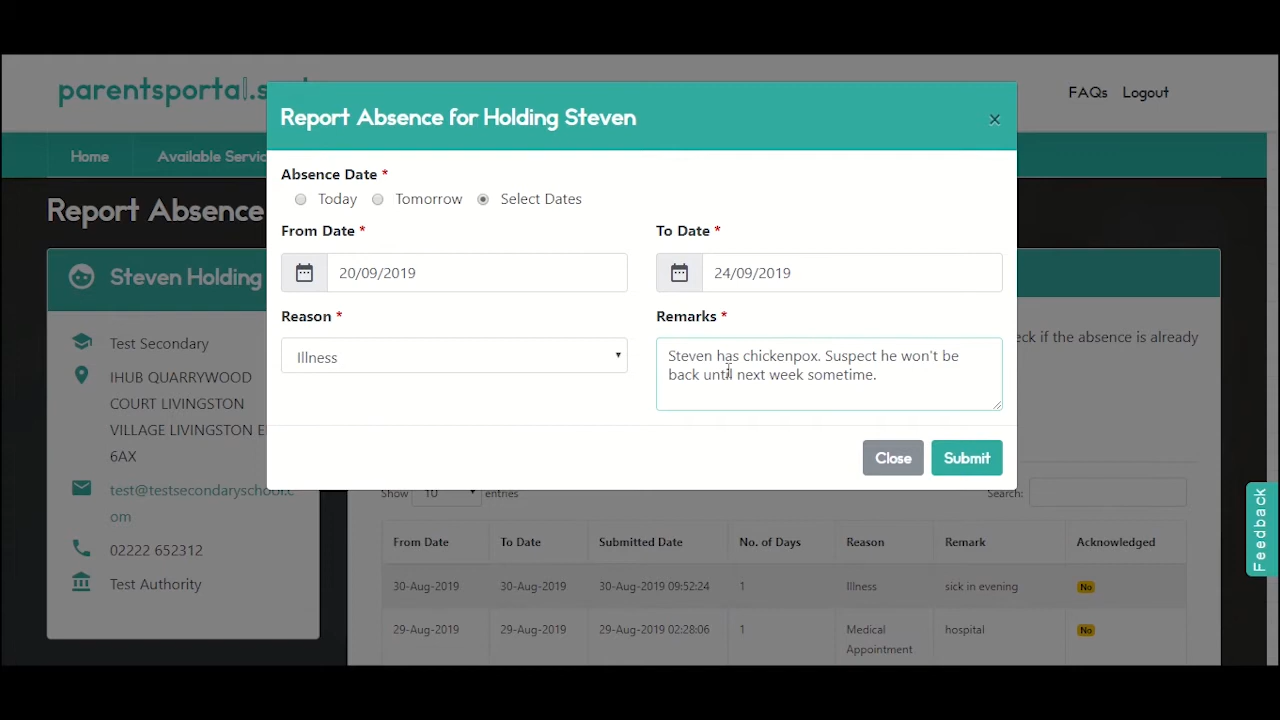 parentsportal.s
FAQs Logout
Report Absence for Holding Steven
×
Home Available Servic
Report Absence
Absence Date *
Today Tomorrow Select Dates
From Date * To Date *
20/09/2019 24/09/2019
Reason * Remarks *
Illness
Steven has chickenpox. Suspect he won't be
back until next week sometime.
Close Submit
Steven Holding
Test Secondary
IHUB QUARRYWOOD
COURT LIVINGSTON
VILLAGE LIVINGSTON E
6AX
test@testsecondaryschool.c
om
02222 652312
Test Authority
eck if the absence is already
Show 10 entries Search:
From Date To Date Submitted Date No. of Days Reason Remark Acknowledged
30-Aug-2019 30-Aug-2019 30-Aug-2019 09:52:24 1 Illness sick in evening No
29-Aug-2019 29-Aug-2019 29-Aug-2019 02:28:06 1 Medical hospital No
Appointment
Feedback